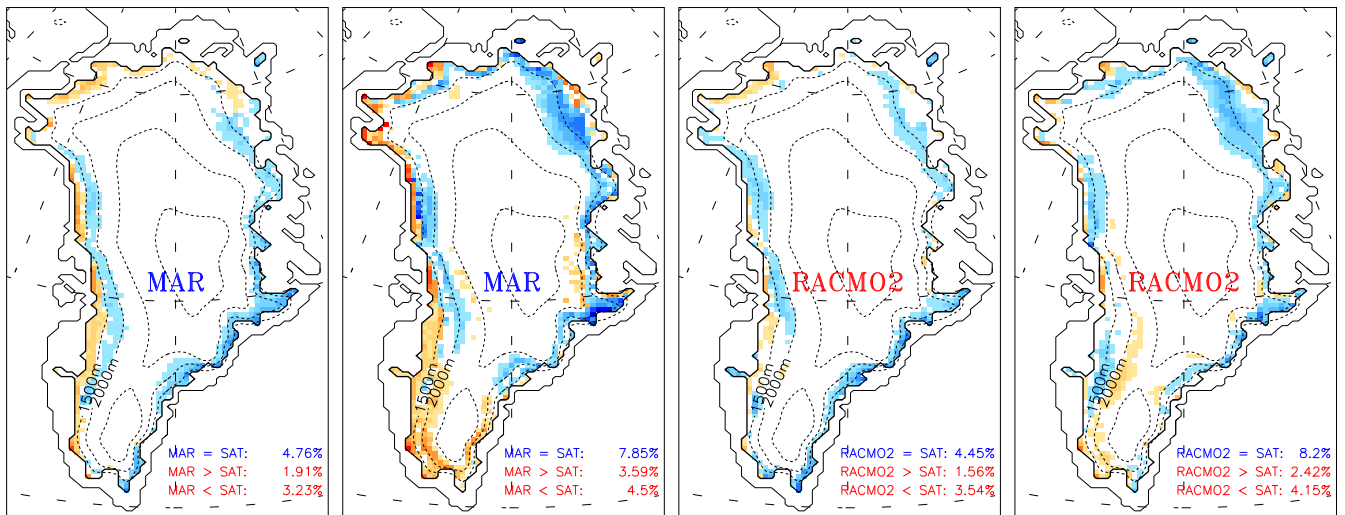 MAR
1500m
2000m
MAR = SAT: 4.76%
MAR > SAT: 1.91%
MAR < SAT: 3.23%
MAR
1500m
2000m
MAR = SAT: 7.85%
MAR > SAT: 3.59%
MAR < SAT: 4.5%
RACMO2
1500m
2000m
RACMO2 = SAT: 4.45%
RACMO2 > SAT: 1.56%
RACMO2 < SAT: 3.54%
RACMO2
1500m
2000m
RACMO2 = SAT: 8.2%
RACMO2 > SAT: 2.42%
RACMO2 < SAT: 4.15%